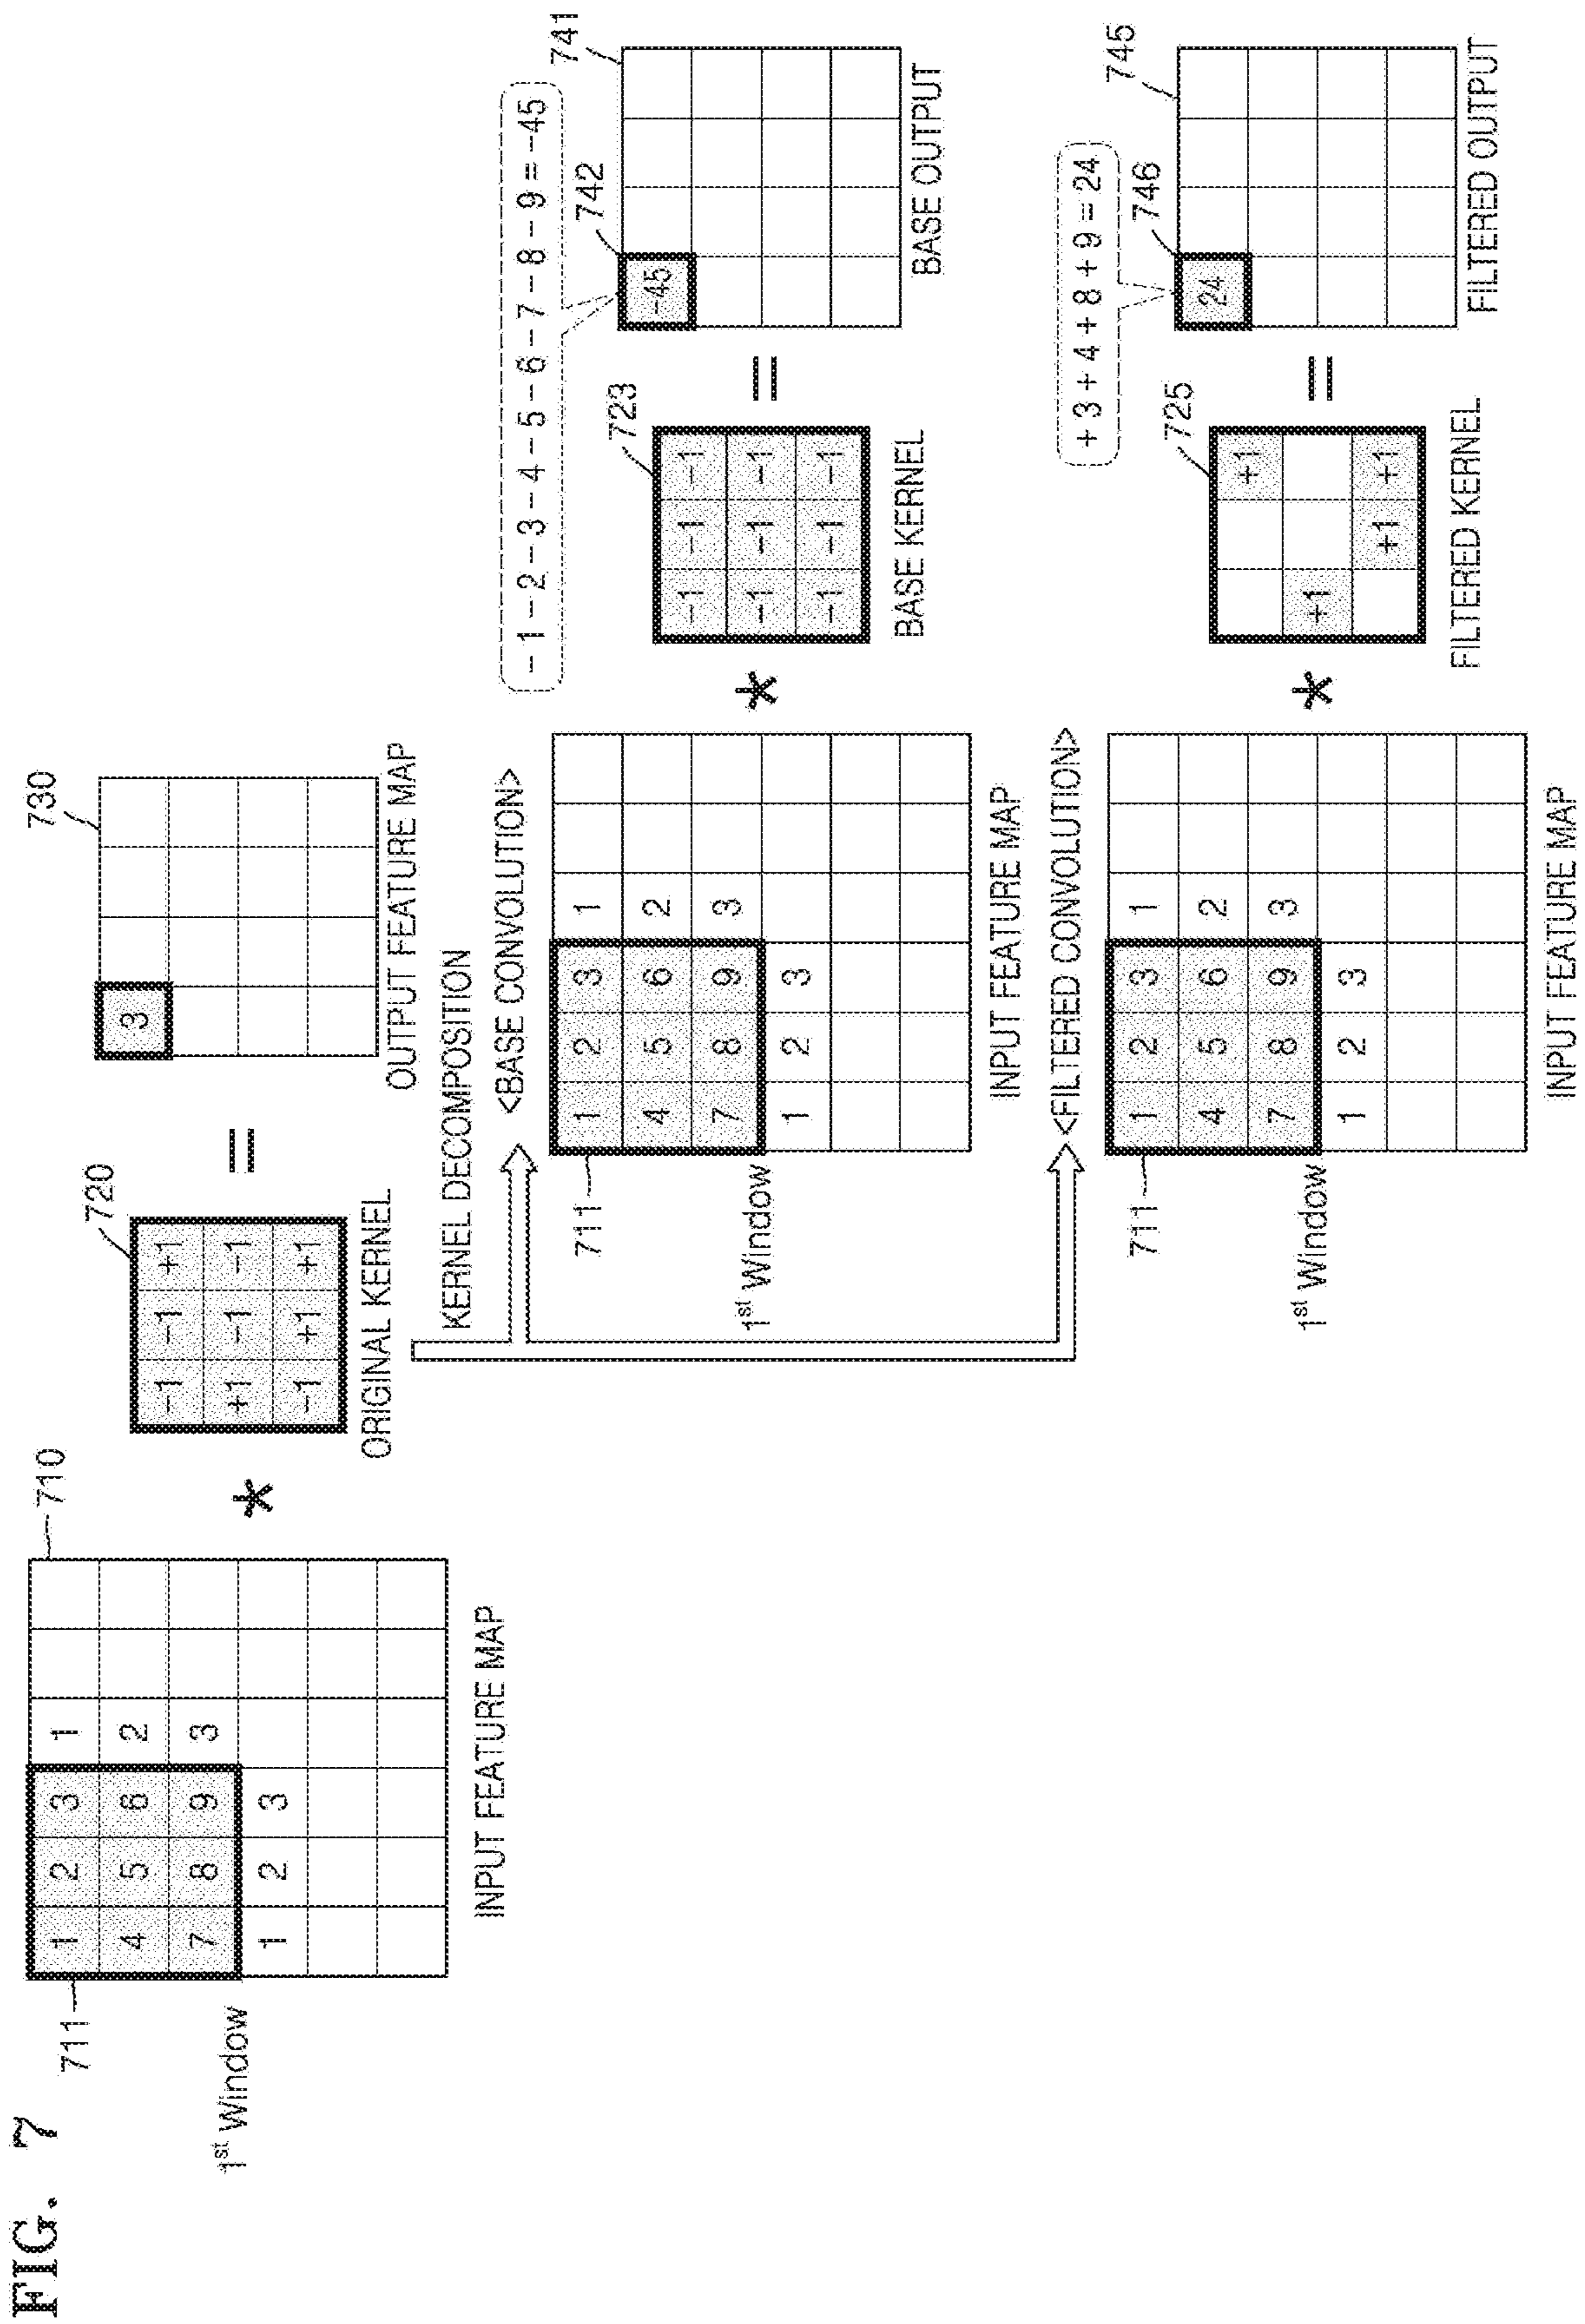 FIG. 7
710
711
1 2 3 1
4 5 6 2
7 8 9 3
1 2 3
1st Window
INPUT FEATURE MAP
*
720
-1 -1 +1
+1 -1 -1
-1 +1 +1
ORIGINAL KERNEL
=
730
3
OUTPUT FEATURE MAP
KERNEL DECOMPOSITION
<BASE CONVOLUTION>
711
1 2 3 1
4 5 6 2
7 8 9 3
1 2 3
1st Window
INPUT FEATURE MAP
*
723
-1 -1 -1
-1 -1 -1
-1 -1 -1
BASE KERNEL
=
-1-2-3-4-5-6-7-8-9=-45
742
741
-45
BASE OUTPUT
<FILTERED CONVOLUTION>
711
1 2 3 1
4 5 6 2
7 8 9 3
1 2 3
1st Window
INPUT FEATURE MAP
*
725
+1
+1
+1 +1
FILTERED KERNEL
=
+3+4+8+9=24
746
745
24
FILTERED OUTPUT